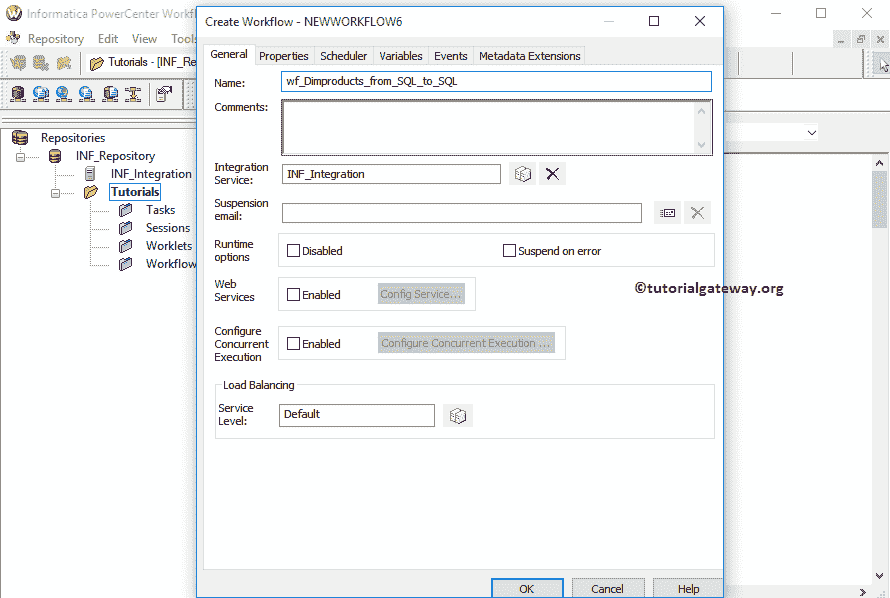 Informatica PowerCenter Workf
Repository Edit View Tools
Tutorials - [INF_Re
Repositories
INF_Repository
INF_Integration
Tutorials
Tasks
Sessions
Worklets
Workflow
Create Workflow - NEWWORKFLOW6
General Properties Scheduler Variables Events Metadata Extensions
Name: wf_Dimproducts_from_SQL_to_SQL
Comments:
Integration
Service: INF_Integration
Suspension
email:
Runtime
options Disabled Suspend on error
Web
Services Enabled Config Service...
Configure
Concurrent
Execution Enabled Configure Concurrent Execution ...
Load Balancing
Service
Level: Default
OK Cancel Help
©tutorialgateway.org